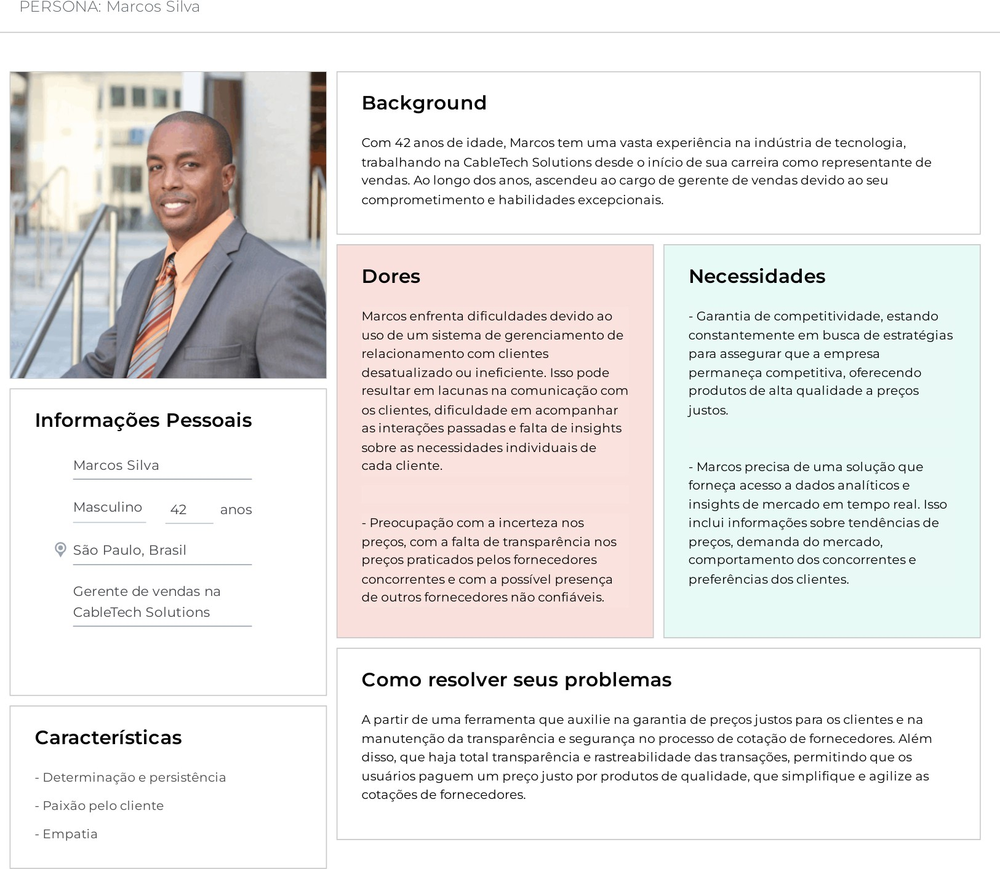 PERSONA: Marcos Silva
Background
Com 42 anos de idade, Marcos tem uma vasta experiência na indústria de tecnologia,
trabalhando na CableTech Solutions desde o início de sua carreira como representante de
vendas. Ao longo dos anos, ascendeu ao cargo de gerente de vendas devido ao seu
comprometimento e habilidades excepcionais.
Dores
Marcos enfrenta dificuldades devido ao
uso de um sistema de gerenciamento de
relacionamento com clientes
desatualizado ou ineficiente. Isso pode
resultar em lacunas na comunicação com
os clientes, dificuldade em acompanhar
as interações passadas e falta de insights
sobre as necessidades individuais de
cada cliente.
- Preocupação com a incerteza nos
preços, com a falta de transparência nos
preços praticados pelos fornecedores
concorrentes e com a possível presença
de outros fornecedores não confiáveis.
Necessidades
- Garantia de competitividade, estando
constantemente em busca de estratégias
para assegurar que a empresa
permaneça competitiva, oferecendo
produtos de alta qualidade a preços
justos.
- Marcos precisa de uma solução que
forneça acesso a dados analíticos e
insights de mercado em tempo real. Isso
inclui informações sobre tendências de
preços, demanda do mercado,
comportamento dos concorrentes e
preferências dos clientes.
Informações Pessoais
Marcos Silva
Masculino 42 anos
São Paulo, Brasil
Gerente de vendas na
CableTech Solutions
Características
- Determinação e persistência
- Paixão pelo cliente
- Empatia
Como resolver seus problemas
A partir de uma ferramenta que auxilie na garantia de preços justos para os clientes e na
manutenção da transparência e segurança no processo de cotação de fornecedores. Além
disso, que haja total transparência e rastreabilidade das transações, permitindo que os
usuários paguem um preço justo por produtos de qualidade, que simplifique e agilize as
cotações de fornecedores.